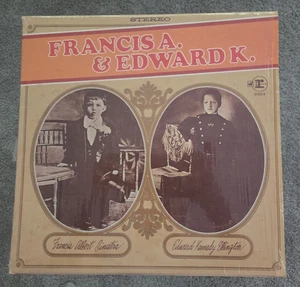 STEREO
FRANCIS A.
& EDWARD K.
Francis Albert Sinatra
Edward Kennedy Ellington